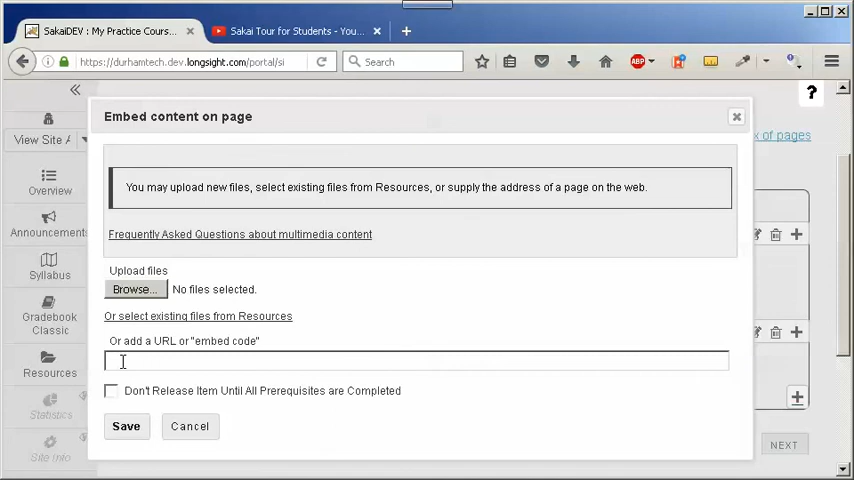 SakaiDEV : My Practice Cours...
Sakai Tour for Students - You...
https://durhamtech.dev.longsight.com/portal/si
Search
ABP
?
Embed content on page
View Site A
x of pages
You may upload new files, select existing files from Resources, or supply the address of a page on the web.
Overview
Frequently Asked Questions about multimedia content
Announcements
Upload files
Syllabus
Browse... No files selected.
Gradebook
Classic
Or select existing files from Resources
Or add a URL or "embed code"
Resources
Don't Release Item Until All Prerequisites are Completed
Statistics
Save
Cancel
NEXT
Site Info